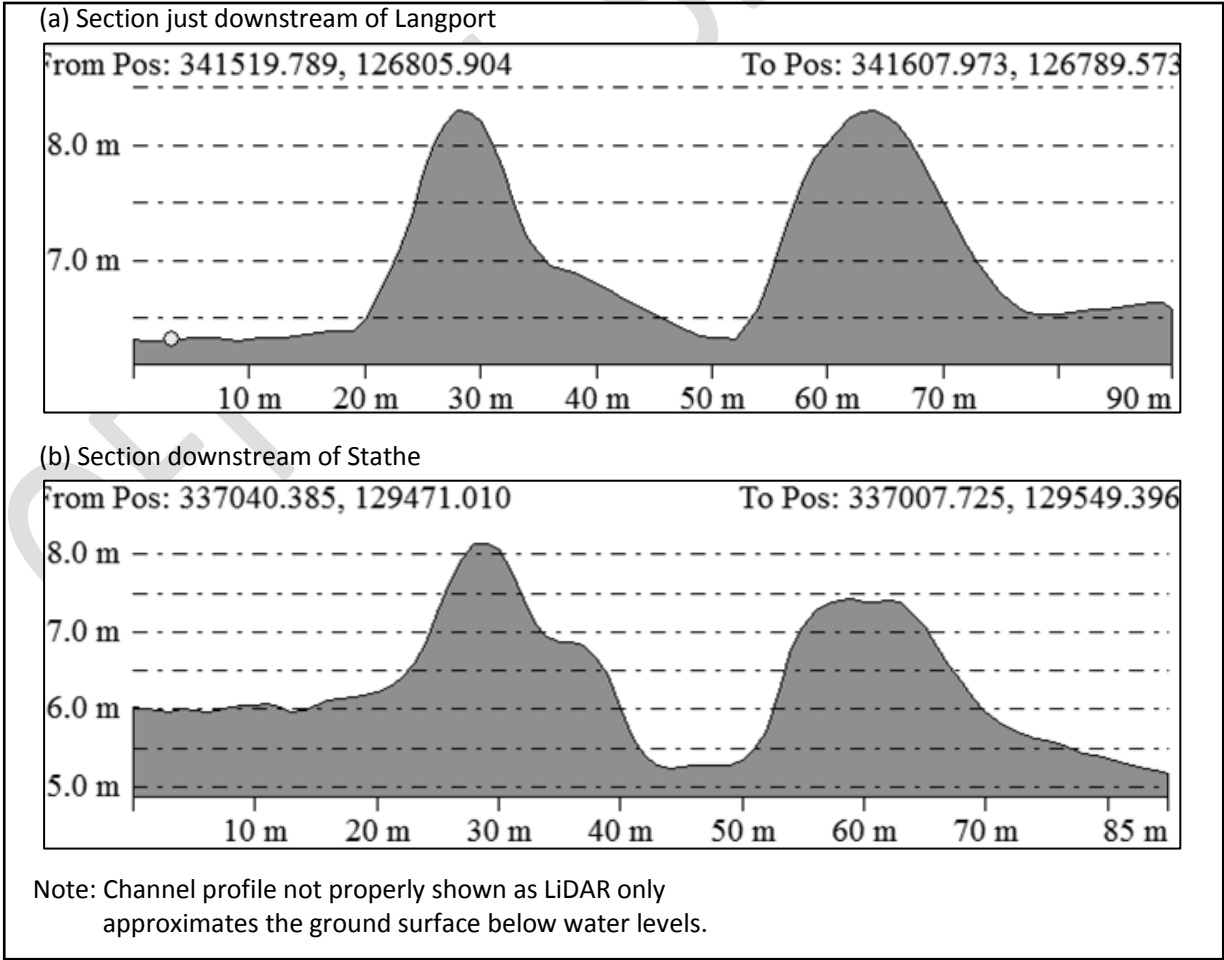 (a) Section just downstream of Langport
From Pos: 341519.789, 126805.904 To Pos: 341607.973, 126789.573
8.0 m
7.0 m
10 m 20 m 30 m 40 m 50 m 60 m 70 m 90 m
(b) Section downstream of Stathe
From Pos: 337040.385, 129471.010 To Pos: 337007.725, 129549.396
8.0 m
7.0 m
6.0 m
5.0 m
10 m 20 m 30 m 40 m 50 m 60 m 70 m 85 m
Note: Channel profile not properly shown as LiDAR only
approximates the ground surface below water levels.